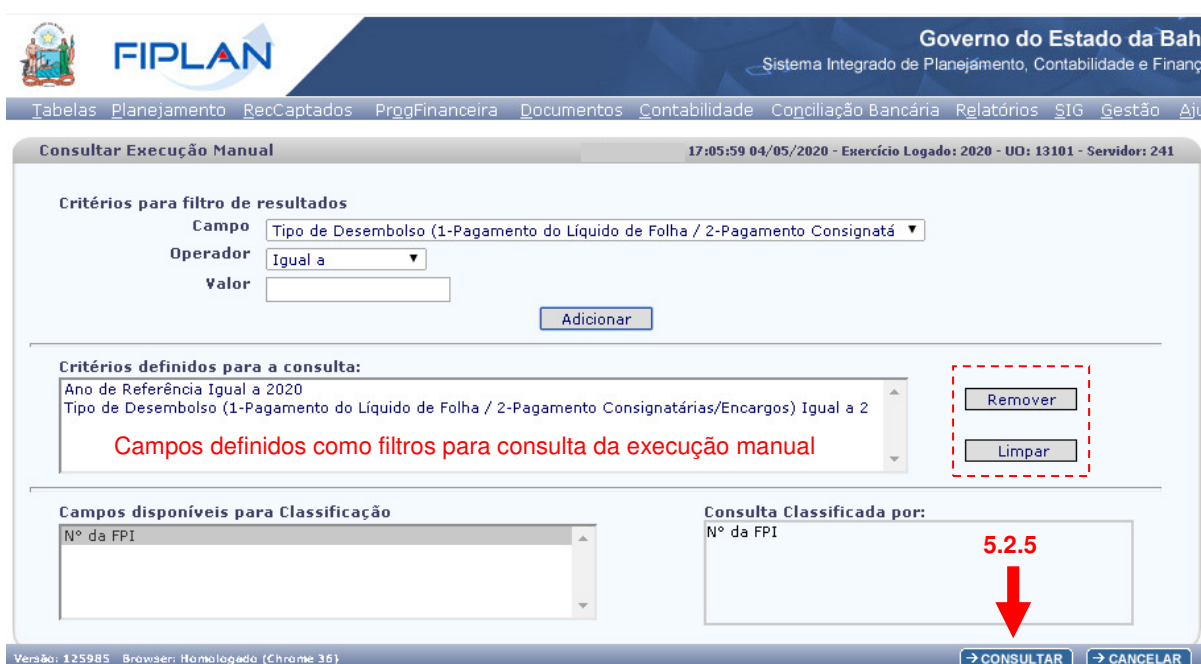 FIPLAN
Governo do Estado da Bah
Sistema Integrado de Planejamento, Contabilidade e Finanç
Tabelas Planejamento RecCaptados ProgFinanceira Documentos Contabilidade Conciliação Bancária Relatórios SIG Gestão Aju
Consultar Execução Manual 17:05:59 04/05/2020 - Exercício Logado: 2020 - UO: 13101 - Servidor: 241
Critérios para filtro de resultados
Campo Tipo de Desembolso (1-Pagamento do Líquido de Folha / 2-Pagamento Consignatá
Operador Igual a
Valor
Adicionar
Critérios definidos para a consulta:
Ano de Referência Igual a 2020
Tipo de Desembolso (1-Pagamento do Líquido de Folha / 2-Pagamento Consignatárias/Encargos) Igual a 2
Remover
Campos definidos como filtros para consulta da execução manual
Limpar
Campos disponíveis para Classificação Consulta Classificada por:
Nº da FPI Nº da FPI
5.2.5
Versão: 125985 Browser: Homologado (Chrome 36) CONSULTAR CANCELAR